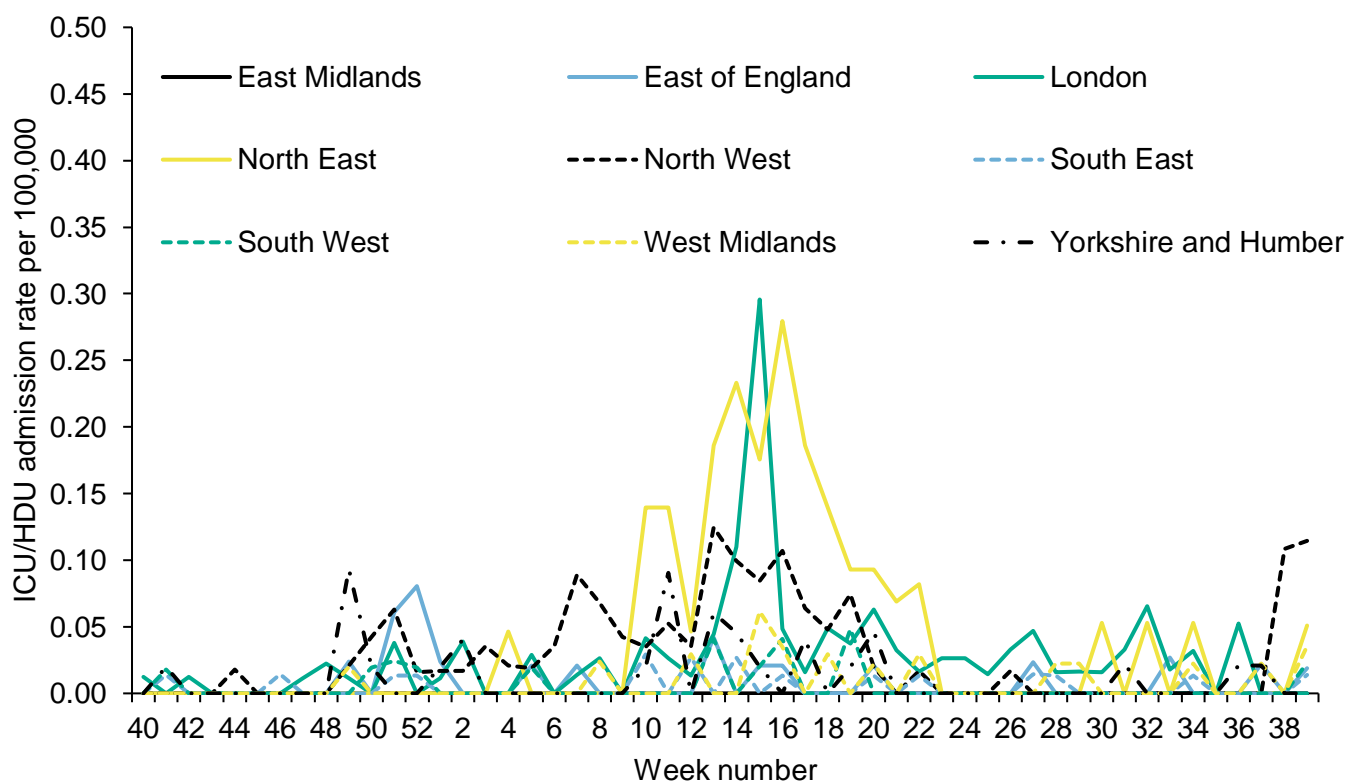 ICU/HDU admission rate per 100,000
0.50
0.45
0.40
0.35
0.30
0.25
0.20
0.15
0.10
0.05
0.00
East Midlands East of England London
North East North West South East
South West West Midlands Yorkshire and Humber
40 42 44 46 48 50 52 2 4 6 8 10 12 14 16 18 20 22 24 26 28 30 32 34 36 38
Week number